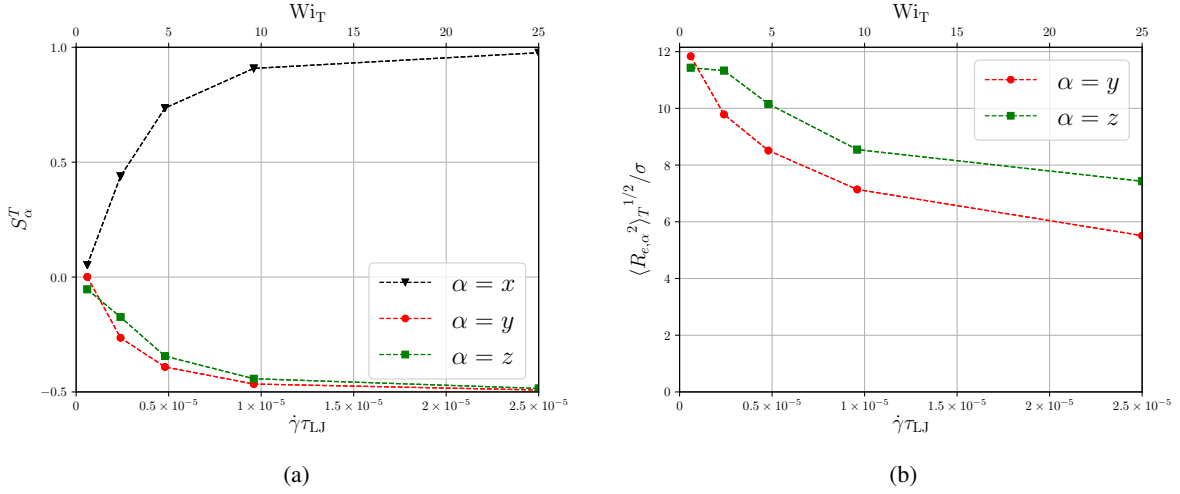 Wi_T
0 5 10 15 20 25
1.0
0.5
0.0
−0.5
S_α^T
α = x
α = y
α = z
0 0.5 × 10^−5 1 × 10^−5 1.5 × 10^−5 2 × 10^−5 2.5 × 10^−5
γ̇τ_LJ
(a)
Wi_T
0 5 10 15 20 25
12
10
8
6
4
2
0
⟨R_{e,α}^2⟩_T^{1/2}/σ
α = y
α = z
0 0.5 × 10^−5 1 × 10^−5 1.5 × 10^−5 2 × 10^−5 2.5 × 10^−5
γ̇τ_LJ
(b)